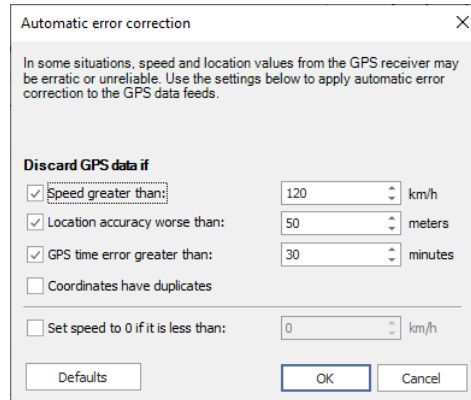 Automatic error correction
In some situations, speed and location values from the GPS receiver may
be erratic or unreliable. Use the settings below to apply automatic error
correction to the GPS data feeds.
Discard GPS data if
Speed greater than: 120 km/h
Location accuracy worse than: 50 meters
GPS time error greater than: 30 minutes
Coordinates have duplicates
Set speed to 0 if it is less than: 0 km/h
Defaults OK Cancel